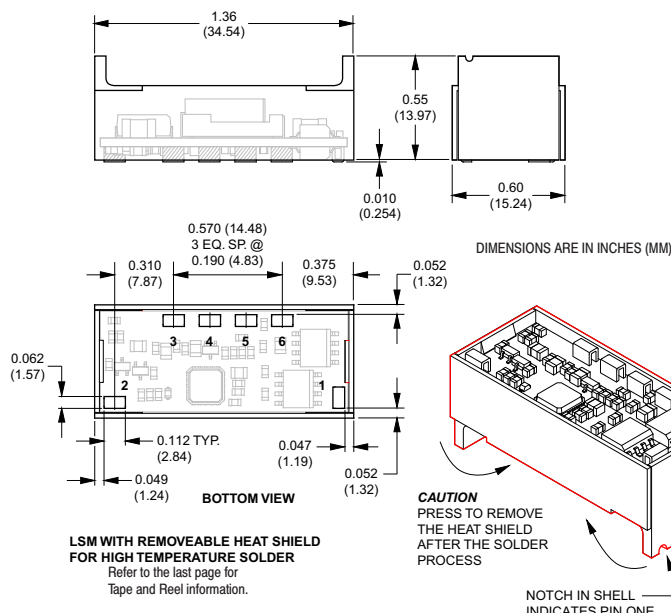 1.36
(34.54)
0.55
(13.97)
0.010
(0.254)
0.60
(15.24)
0.570 (14.48)
3 EQ. SP. @
0.190 (4.83)
0.310
(7.87)
0.375
(9.53)
0.052
(1.32)
DIMENSIONS ARE IN INCHES (MM)
3 4 5 6
0.062
(1.57)
2
1
0.112 TYP.
(2.84)
0.047
(1.19)
0.052
(1.32)
0.049
(1.24)
BOTTOM VIEW
CAUTION
PRESS TO REMOVE
THE HEAT SHIELD
AFTER THE SOLDER
PROCESS
LSM WITH REMOVEABLE HEAT SHIELD
FOR HIGH TEMPERATURE SOLDER
Refer to the last page for
Tape and Reel information.
NOTCH IN SHELL
INDICATES PIN ONE